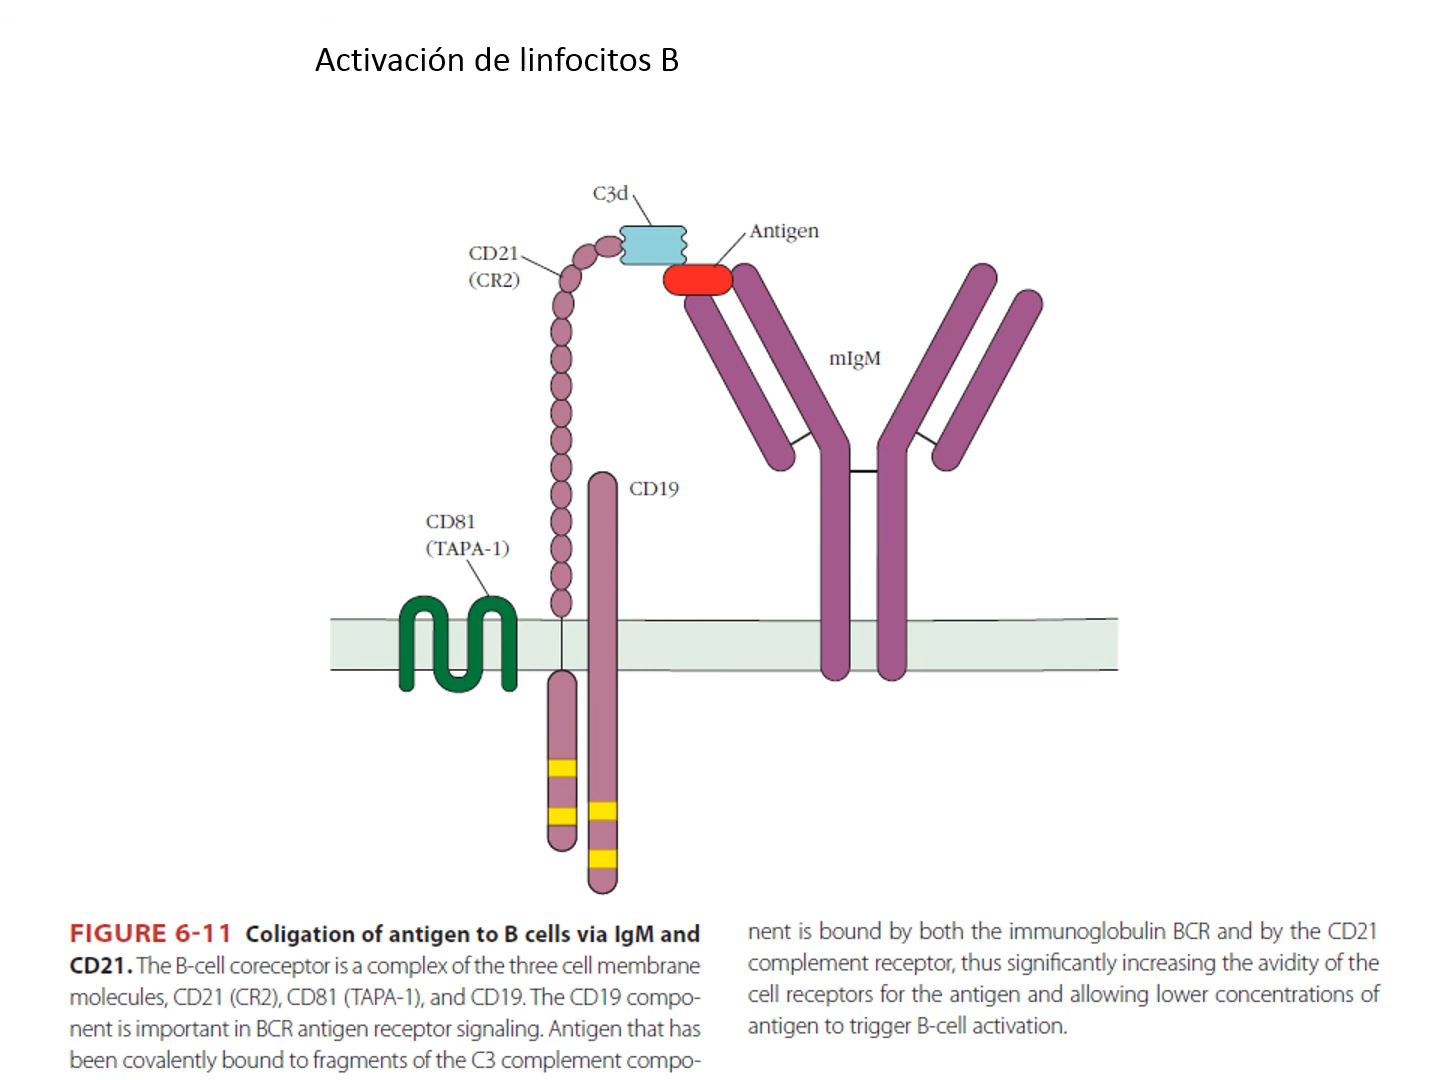 Activación de linfocitos B
C3d
Antigen
CD21
(CR2)
mIgM
CD19
CD81
(TAPA-1)
FIGURE 6-11 Coligation of antigen to B cells via IgM and
CD21. The B-cell coreceptor is a complex of the three cell membrane
molecules, CD21 (CR2), CD81 (TAPA-1), and CD19. The CD19 compo-
nent is important in BCR antigen receptor signaling. Antigen that has
been covalently bound to fragments of the C3 complement compo-
nent is bound by both the immunoglobulin BCR and by the CD21
complement receptor, thus significantly increasing the avidity of the
cell receptors for the antigen and allowing lower concentrations of
antigen to trigger B-cell activation.